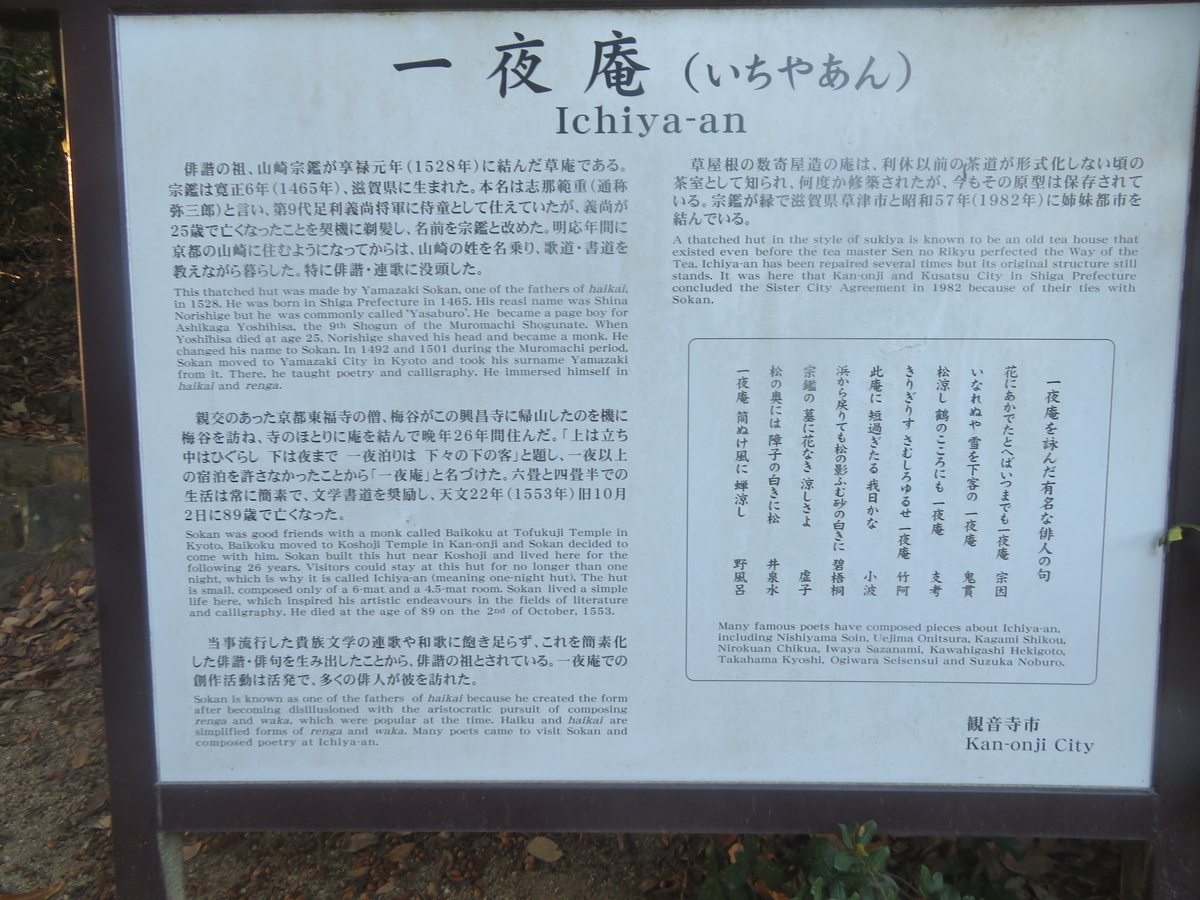 一夜庵（いちやあん）
Ichiya-an
俳諧の祖、山崎宗鑑が享禄元年(1528年)に結んだ草庵である。
宗鑑は寛正6年(1465年)、滋賀県に生まれた。本名は志那範重(通称
弥三郎)と言い、第9代足利義尚将軍に侍童として仕えていたが、義尚が
25歳で亡くなったことを契機に剃髪し、名前を宗鑑と改めた。明応年間に
京都の山崎に住むようになってからは、山崎の姓を名乗り、歌道・書道を
教えながら暮らした。特に俳諧・連歌に没頭した。
This thatched hut was made by Yamazaki Sokan, one of the fathers of haikai,
in 1528. He was born in Shiga Prefecture in 1465. His reasl name was Shina
Norishige but he was commonly called 'Yasaburo'. He became a page boy for
Ashikaga Yoshihisa, the 9th Shogun of the Muromachi Shogunate. When
Yoshihisa died at age 25, Norishige shaved his head and became a monk. He
changed his name to Sokan. In 1492 and 1501 during the Muromachi period,
Sokan moved to Yamazaki City in Kyoto and took his surname Yamazaki
from it. There, he taught poetry and calligraphy. He immersed himself in
haikai and renga.
親交のあった京都東福寺の僧、梅谷がこの興昌寺に帰山したのを機に
梅谷を訪ね、寺のほとりに庵を結んで晩年26年間住んだ。「上は立ち
中はひぐらし 下は夜まで 一夜泊りは 下々の下の客」と題し、一夜以上
の宿泊を許さなかったことから「一夜庵」と名づけた。六畳と四畳半での
生活は常に簡素で、文学書道を奨励し、天文22年(1553年)旧10月
2日に89歳で亡くなった。
Sokan was good friends with a monk called Baikoku at Tofukuji Temple in
Kyoto. Baikoku moved to Koshoji Temple in Kan-onji and Sokan decided to
come with him. Sokan built this hut near Koshoji and lived here for the
following 26 years. Visitors could stay at this hut for no longer than one
night, which is why it is called Ichiya-an (meaning one-night hut). The hut
is small, composed only of a 6-mat and a 4.5-mat room. Sokan lived a simple
life here, which inspired his artistic endeavours in the fields of literature
and calligraphy. He died at the age of 89 on the 2nd of October, 1553.
当事流行した貴族文学の連歌や和歌に飽き足らず、これを簡素化
した俳諧・俳句を生み出したことから、俳諧の祖とされている。一夜庵での
創作活動は活発で、多くの俳人が彼を訪れた。
Sokan is known as one of the fathers of haikai because he created the form
after becoming disillusioned with the aristocratic pursuit of composing
renga and waka, which were popular at the time. Haiku and haikai are
simplified forms of renga and waka. Many poets came to visit Sokan and
composed poetry at Ichiya-an.
草屋根の数寄屋造の庵は、利休以前の茶道が形式化しない頃の
茶室として知られ、何度か修築されたが、今もその原型は保存されて
いる。宗鑑が縁で滋賀県草津市と昭和57年(1982年)に姉妹都市を
結んでいる。
A thatched hut in the style of sukiya is known to be an old tea house that
existed even before the tea master Sen no Rikyu perfected the Way of the
Tea. Ichiya-an has been repaired several times but its original structure still
stands. It was here that Kan-onji and Kusatsu City in Shiga Prefecture
concluded the Sister City Agreement in 1982 because of their ties with
Sokan.
一夜庵を詠んだ有名な俳人の句
花にあかでたとへばいつまでも一夜庵 宗因
いなれぬや 雪を下客の 一夜庵 鬼貫
松涼し 鶴のこころにも 一夜庵 支考
きりぎりす さむしろゆるせ 一夜庵 竹阿
此庵に 短過ぎたる 我日かな 小波
浜から戻りても松の影ふむ砂の白きに 碧梧桐
宗鑑の 墓に花なき 涼しさよ 虚子
松の奥には 障子の白きに松 井泉水
一夜庵 筒ぬけ風に 蝉涼し 野風呂
Many famous poets have composed pieces about Ichiya-an,
including Nishiyama Soin, Uejima Onitsura, Kagami Shikou,
Nirokuan Chikua, Iwaya Sazanami, Kawahigashi Hekigoto,
Takahama Kyoshi, Ogiwara Seisensui and Suzuka Noburo.
観音寺市
Kan-onji City